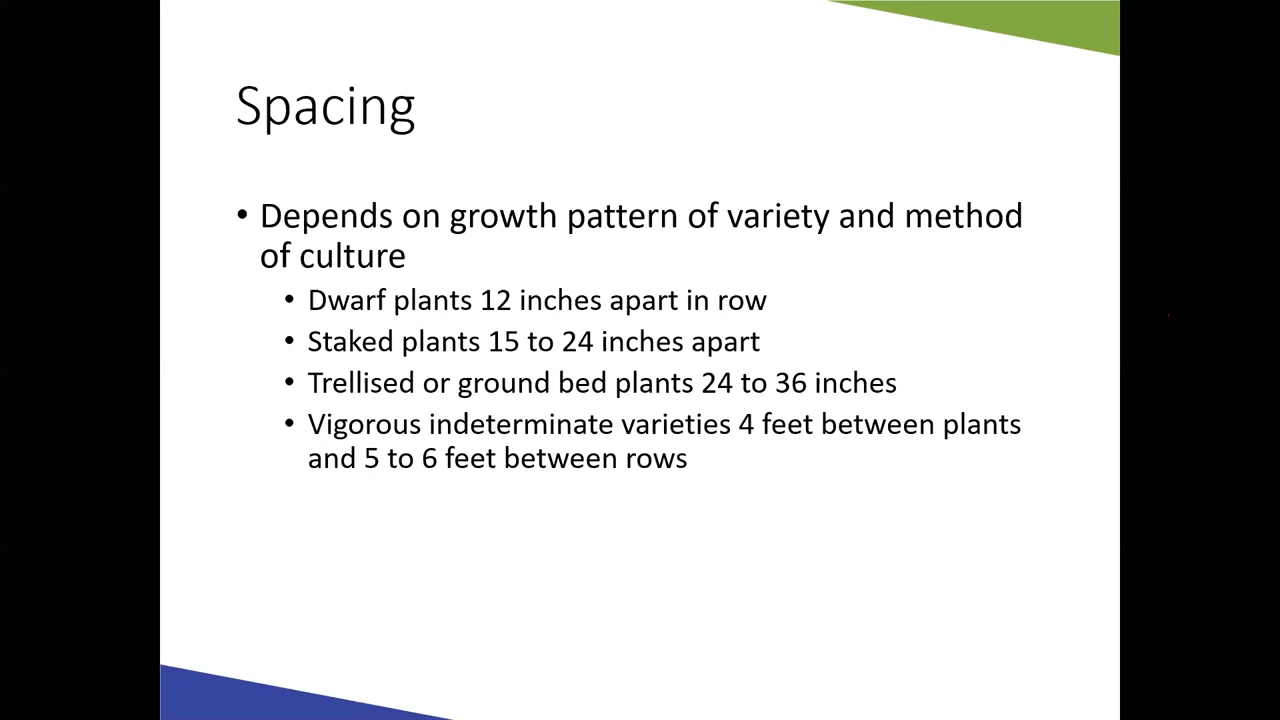 Spacing
• Depends on growth pattern of variety and method
of culture
• Dwarf plants 12 inches apart in row
• Staked plants 15 to 24 inches apart
• Trellised or ground bed plants 24 to 36 inches
• Vigorous indeterminate varieties 4 feet between plants
and 5 to 6 feet between rows